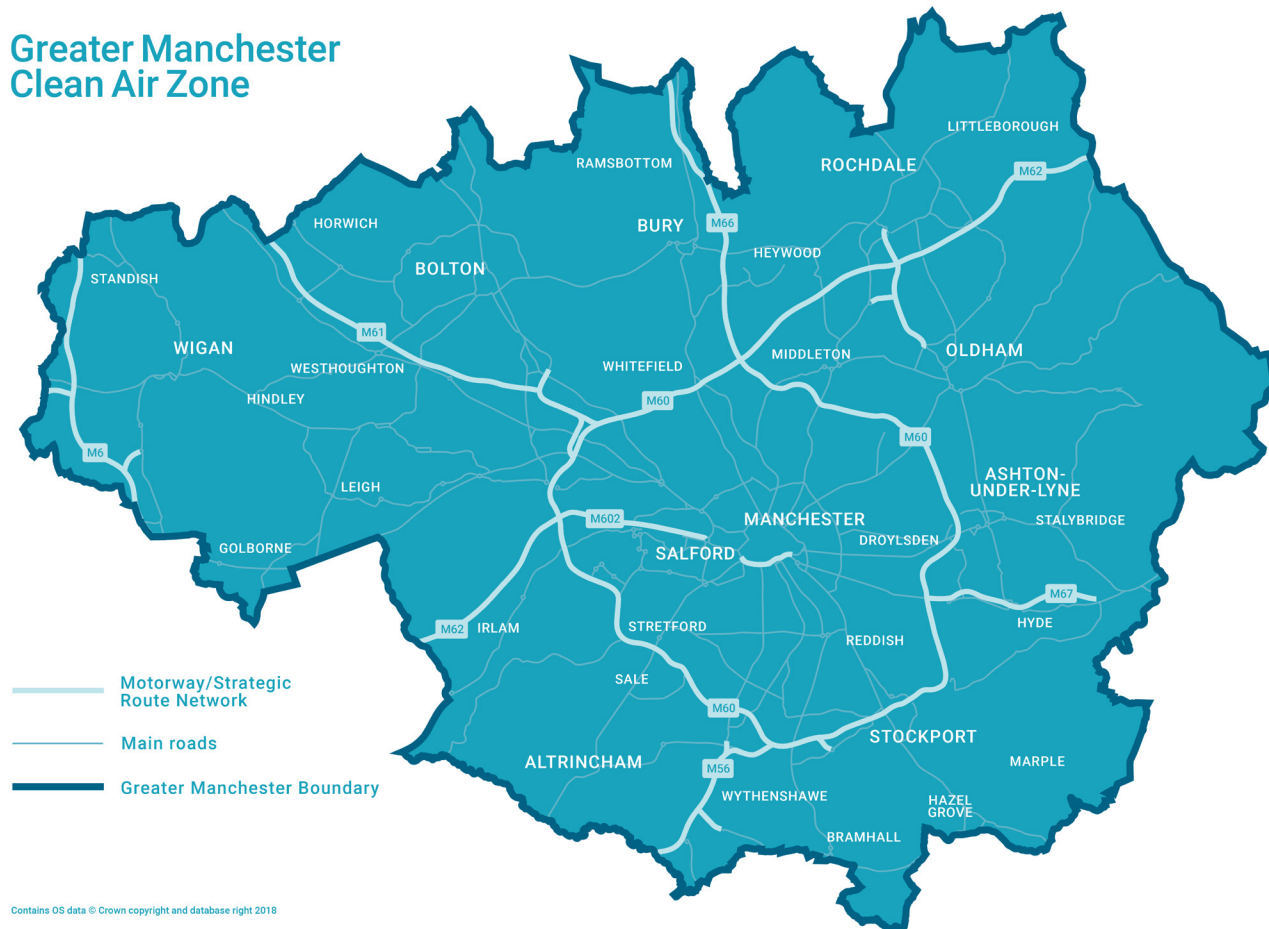 Greater Manchester
Clean Air Zone
LITTLEBOROUGH
RAMSBOTTOM
ROCHDALE
M62
HORWICH
BURY
M66
HEYWOOD
STANDISH
BOLTON
M61
WIGAN
WESTHOUGHTON
WHITEFIELD
MIDDLETON
OLDHAM
HINDLEY
M60
M60
M6
ASHTON-
UNDER-LYNE
LEIGH
M602
MANCHESTER
STALYBRIDGE
DROYLSDEN
GOLBORNE
SALFORD
M67
M62
IRLAM
STRETFORD
REDDISH
HYDE
SALE
Motorway/Strategic
Route Network
M60
Main roads
STOCKPORT
ALTRINCHAM
M56
MARPLE
Greater Manchester Boundary
WYTHENSHAWE
HAZEL
GROVE
BRAMHALL
Contains OS data © Crown copyright and database right 2018